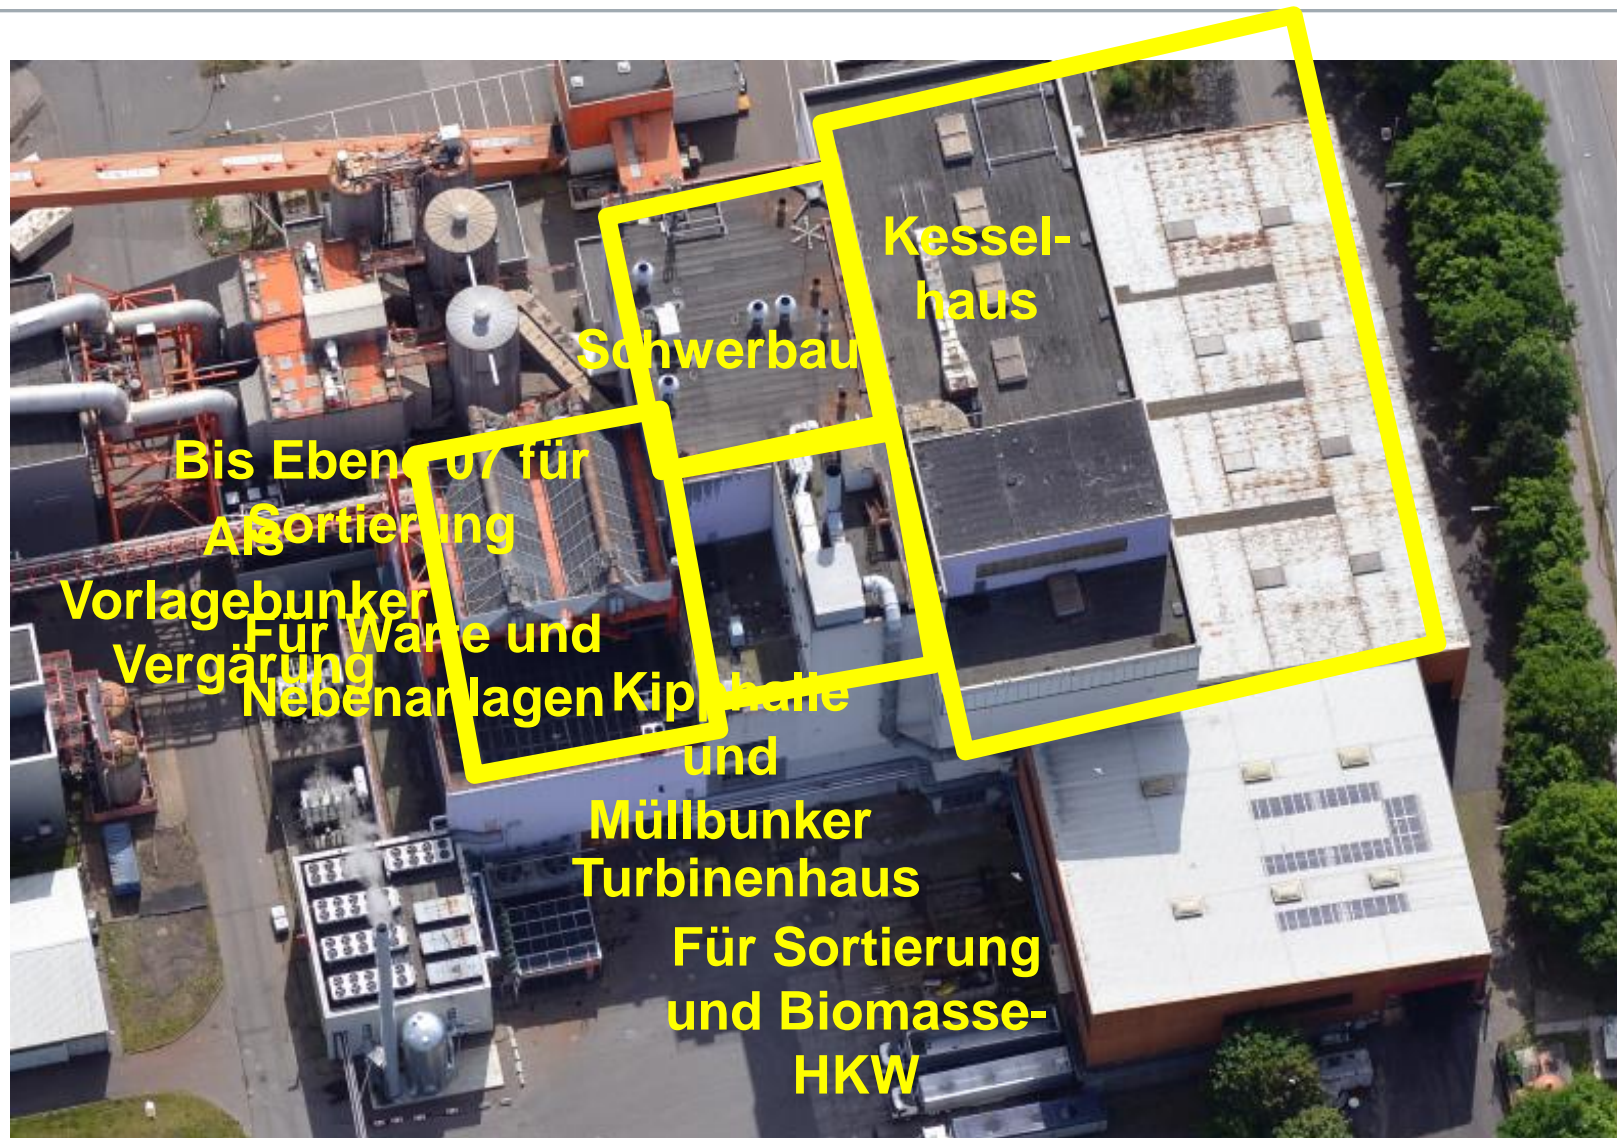 Kessel-
haus
Schwerbau
Bis Ebene 07 für
Sortierung
Als
Vorlagebunker
Vergärung
Für Warte und
Nebenanlagen
Kipphalle
und
Müllbunker
Turbinenhaus
Für Sortierung
und Biomasse-
HKW